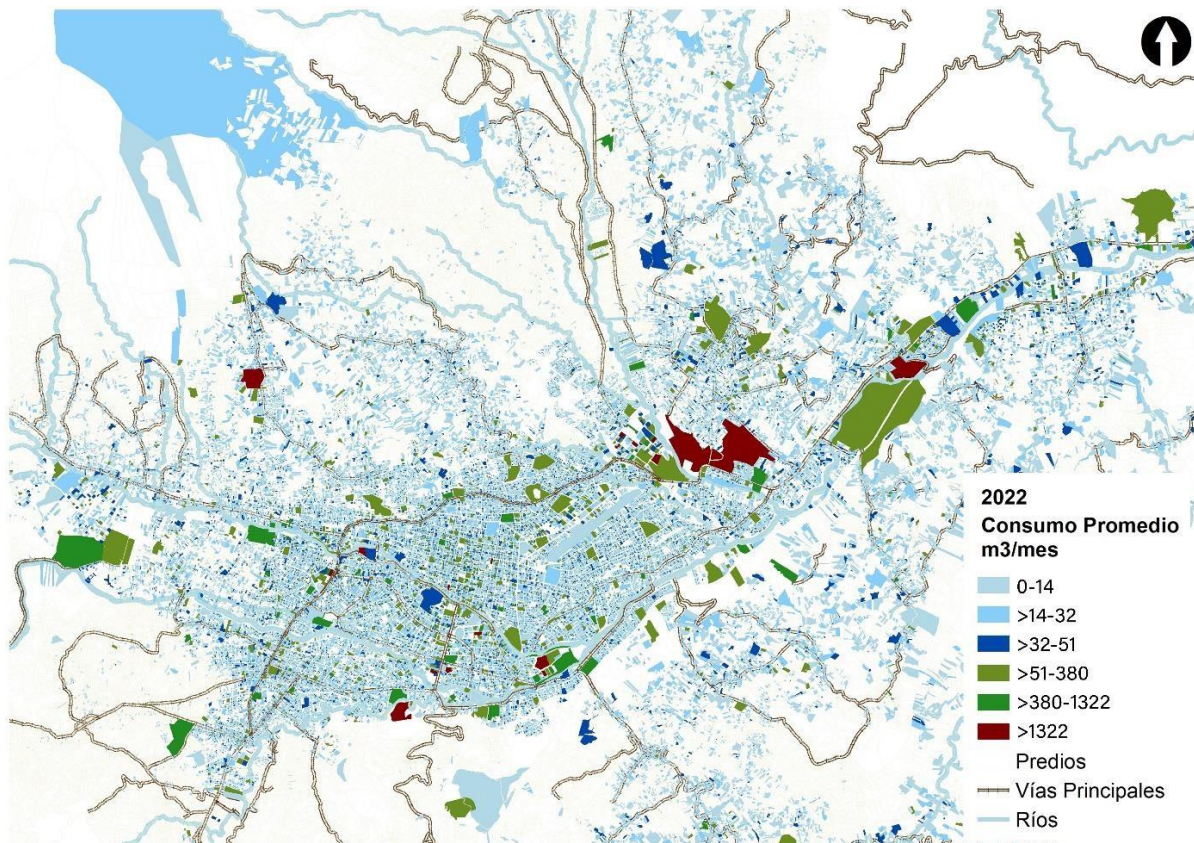 2022
Consumo Promedio
m3/mes
0-14
>14-32
>32-51
>51-380
>380-1322
>1322
Predios
Vías Principales
Ríos